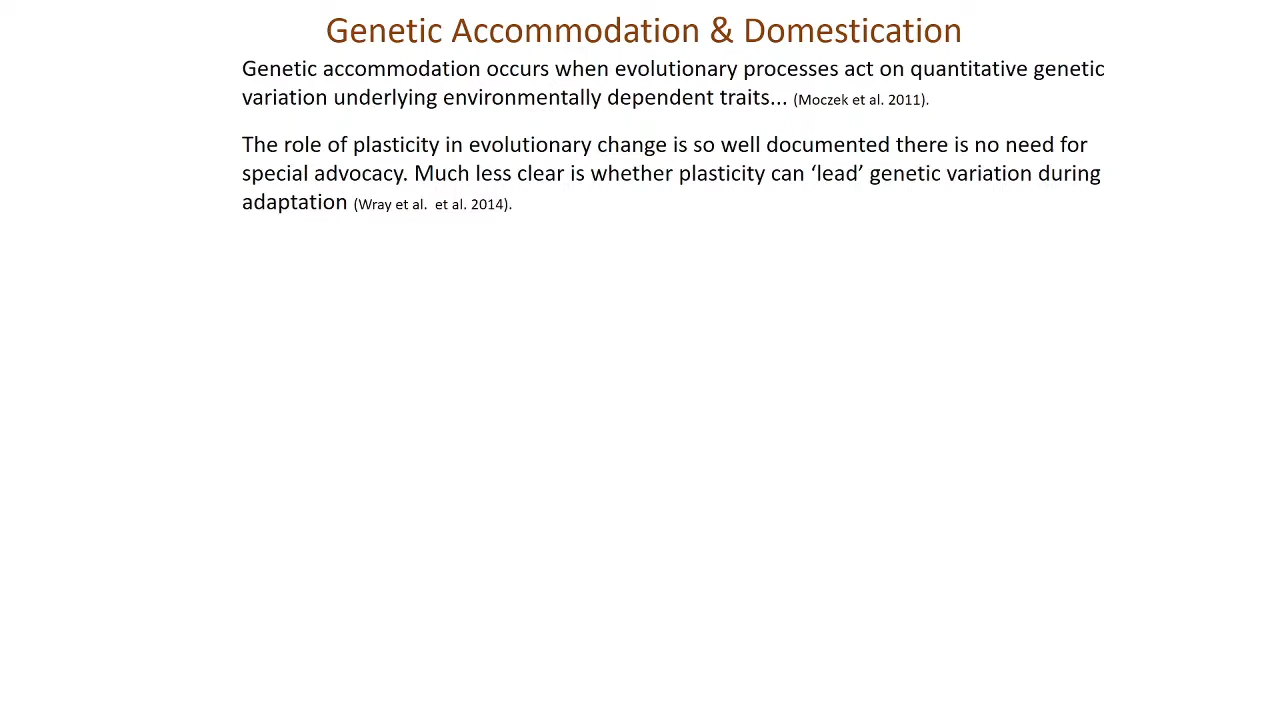 Genetic Accommodation & Domestication
Genetic accommodation occurs when evolutionary processes act on quantitative genetic
variation underlying environmentally dependent traits... (Moczek et al. 2011).
The role of plasticity in evolutionary change is so well documented there is no need for
special advocacy. Much less clear is whether plasticity can ‘lead’ genetic variation during
adaptation (Wray et al.  et al. 2014).